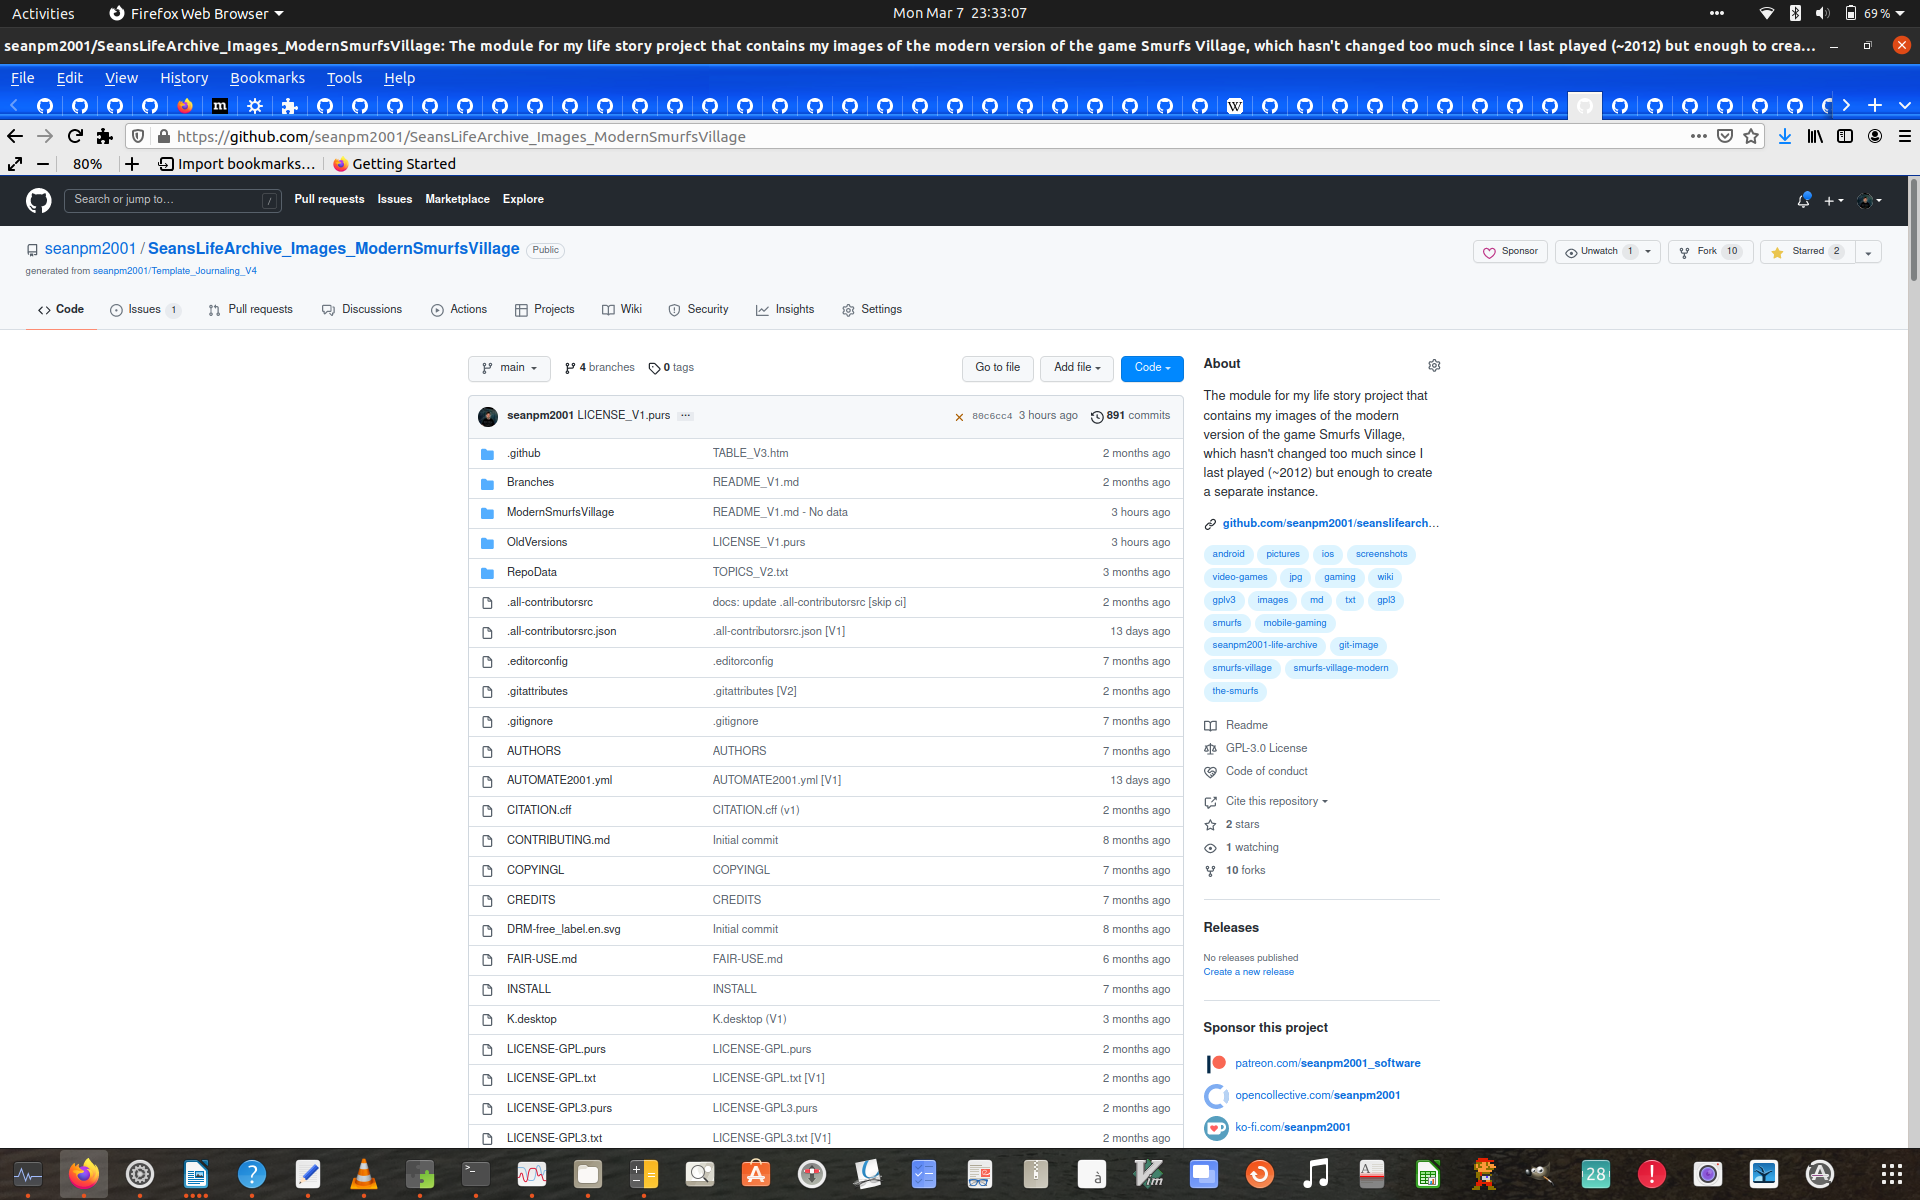 Activities
Firefox Web Browser
Mon Mar 7 23:33:07
69 %
seanpm2001/SeansLifeArchive_Images_ModernSmurfsVillage: The module for my life story project that contains my images of the modern version of the game Smurfs Village, which hasn't changed too much since I last played (~2012) but enough to crea…
File Edit View History Bookmarks Tools Help
https://github.com/seanpm2001/SeansLifeArchive_Images_ModernSmurfsVillage
80%
Import bookmarks…
Getting Started
Search or jump to… /
Pull requests Issues Marketplace Explore
seanpm2001 / SeansLifeArchive_Images_ModernSmurfsVillage Public
generated from seanpm2001/Template_Journaling_V4
Sponsor
Unwatch 1
Fork 10
Starred 2
Code
Issues 1
Pull requests
Discussions
Actions
Projects
Wiki
Security
Insights
Settings
main
4 branches
0 tags
Go to file
Add file
Code
seanpm2001 LICENSE_V1.purs ... 80c6cc4 3 hours ago 891 commits
.github TABLE_V3.htm 2 months ago
Branches README_V1.md 2 months ago
ModernSmurfsVillage README_V1.md - No data 3 hours ago
OldVersions LICENSE_V1.purs 3 hours ago
RepoData TOPICS_V2.txt 3 months ago
.all-contributorsrc docs: update .all-contributorsrc [skip ci] 2 months ago
.all-contributorsrc.json .all-contributorsrc.json [V1] 13 days ago
.editorconfig .editorconfig 7 months ago
.gitattributes .gitattributes [V2] 2 months ago
.gitignore .gitignore 7 months ago
AUTHORS AUTHORS 7 months ago
AUTOMATE2001.yml AUTOMATE2001.yml [V1] 13 days ago
CITATION.cff CITATION.cff (v1) 2 months ago
CONTRIBUTING.md Initial commit 8 months ago
COPYINGL COPYINGL 7 months ago
CREDITS CREDITS 7 months ago
DRM-free_label.en.svg Initial commit 8 months ago
FAIR-USE.md FAIR-USE.md 6 months ago
INSTALL INSTALL 7 months ago
K.desktop K.desktop (V1) 3 months ago
LICENSE-GPL.purs LICENSE-GPL.purs 2 months ago
LICENSE-GPL.txt LICENSE-GPL.txt [V1] 2 months ago
LICENSE-GPL3.purs LICENSE-GPL3.purs 2 months ago
LICENSE-GPL3.txt LICENSE-GPL3.txt [V1] 2 months ago
About
The module for my life story project that
contains my images of the modern
version of the game Smurfs Village,
which hasn't changed too much since I
last played (~2012) but enough to create
a separate instance.
github.com/seanpm2001/seanslifearch…
android pictures ios screenshots
video-games jpg gaming wiki
gplv3 images md txt gpl3
smurfs mobile-gaming
seanpm2001-life-archive git-image
smurfs-village smurfs-village-modern
the-smurfs
Readme
GPL-3.0 License
Code of conduct
Cite this repository
2 stars
1 watching
10 forks
Releases
No releases published
Create a new release
Sponsor this project
patreon.com/seanpm2001_software
opencollective.com/seanpm2001
ko-fi.com/seanpm2001
28